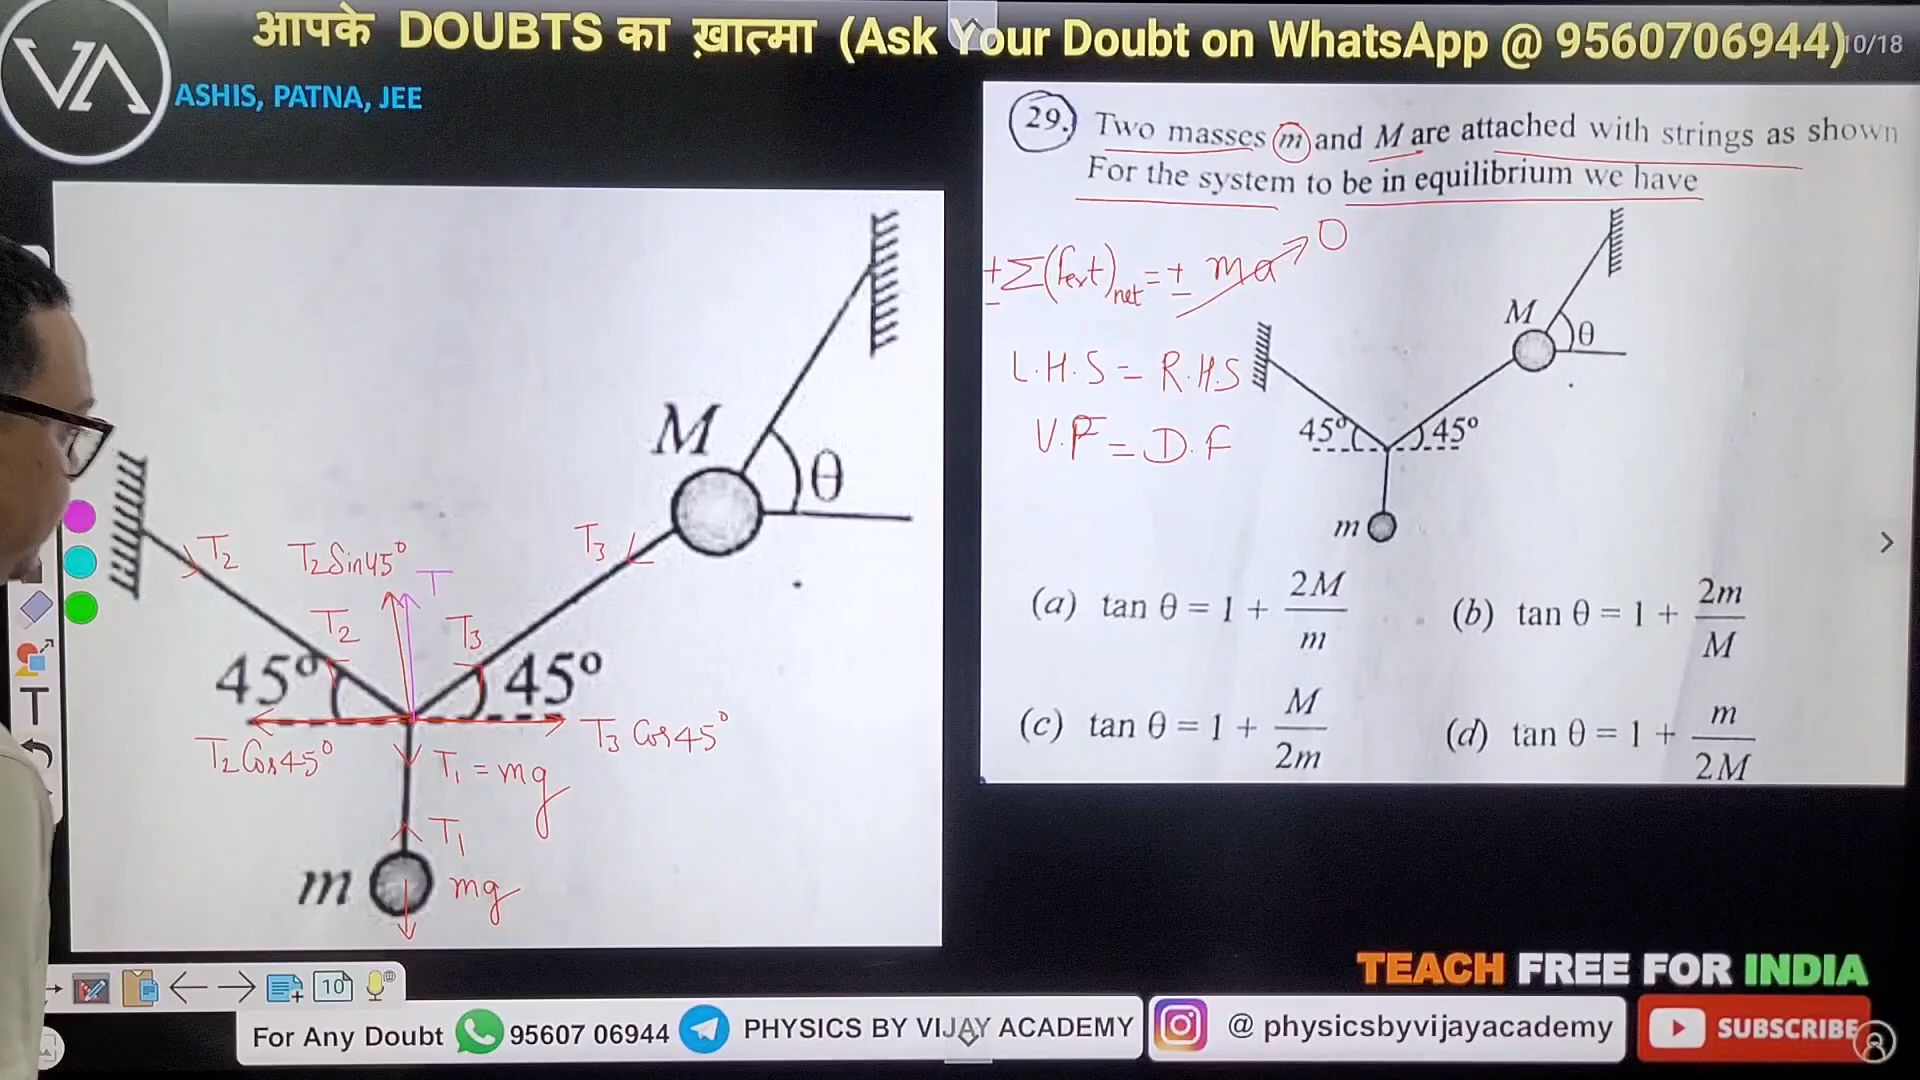 आपके DOUBTS का ख़ात्मा (Ask Your Doubt on WhatsApp @ 9560706944)
10/18
VA
ASHIS, PATNA, JEE
29. Two masses m and M are attached with strings as shown
For the system to be in equilibrium we have
±Σ(Fext)net = ± ma → 0
L.H.S = R.H.S
V.F = D.F
M
θ
45° 45°
m
(a) tan θ = 1 + 2M/m
(b) tan θ = 1 + 2m/M
(c) tan θ = 1 + M/2m
(d) tan θ = 1 + m/2M
M
θ
T2
T2Sin45°
T
T3
T2
T3
45° 45°
T2Cos45°
T3 Cos45°
T1 = mg
T1
m
mg
T
10
TEACH FREE FOR INDIA
For Any Doubt 95607 06944 PHYSICS BY VIJAY ACADEMY @ physicsbyvijayacademy SUBSCRIBE